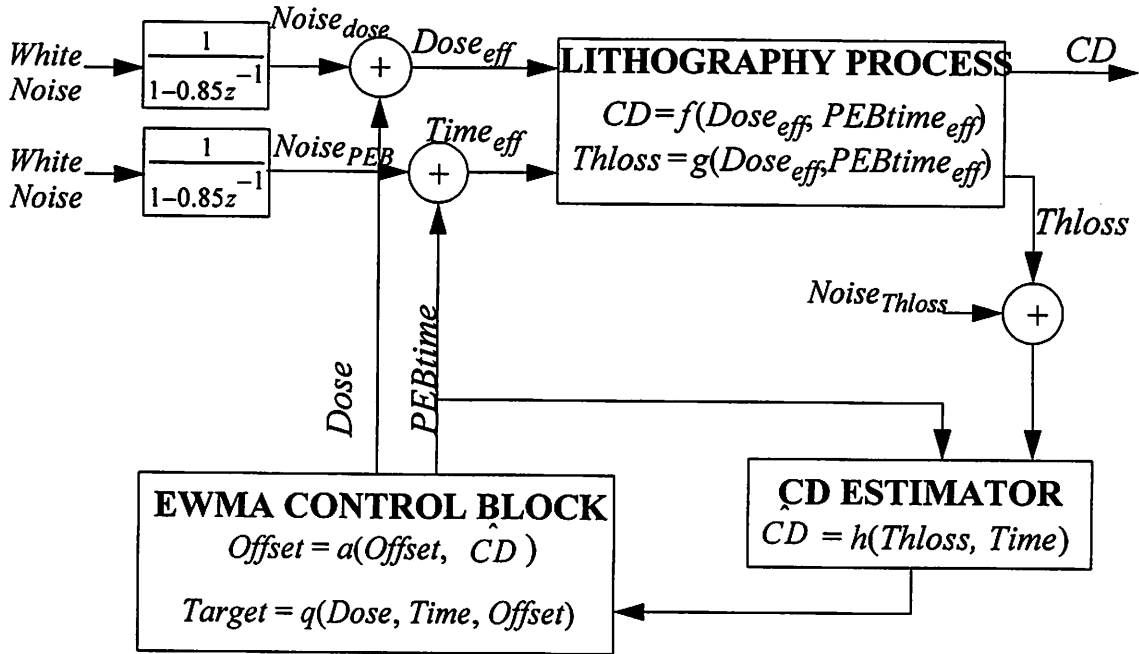 White Noise
1
1–0.85z⁻¹
Noise_dose
+
Dose_eff
LITHOGRAPHY PROCESS
CD = f(Dose_eff, PEBtime_eff)
Thloss = g(Dose_eff,PEBtime_eff)
CD
White Noise
1
1–0.85z⁻¹
Noise_PEB
Time_eff
+
Thloss
Noise_Thloss
+
Dose
PEBtime
EWMA CONTROL BLOCK
Offset = a(Offset, ĈD)
Target = q(Dose, Time, Offset)
CD ESTIMATOR
ĈD = h(Thloss, Time)